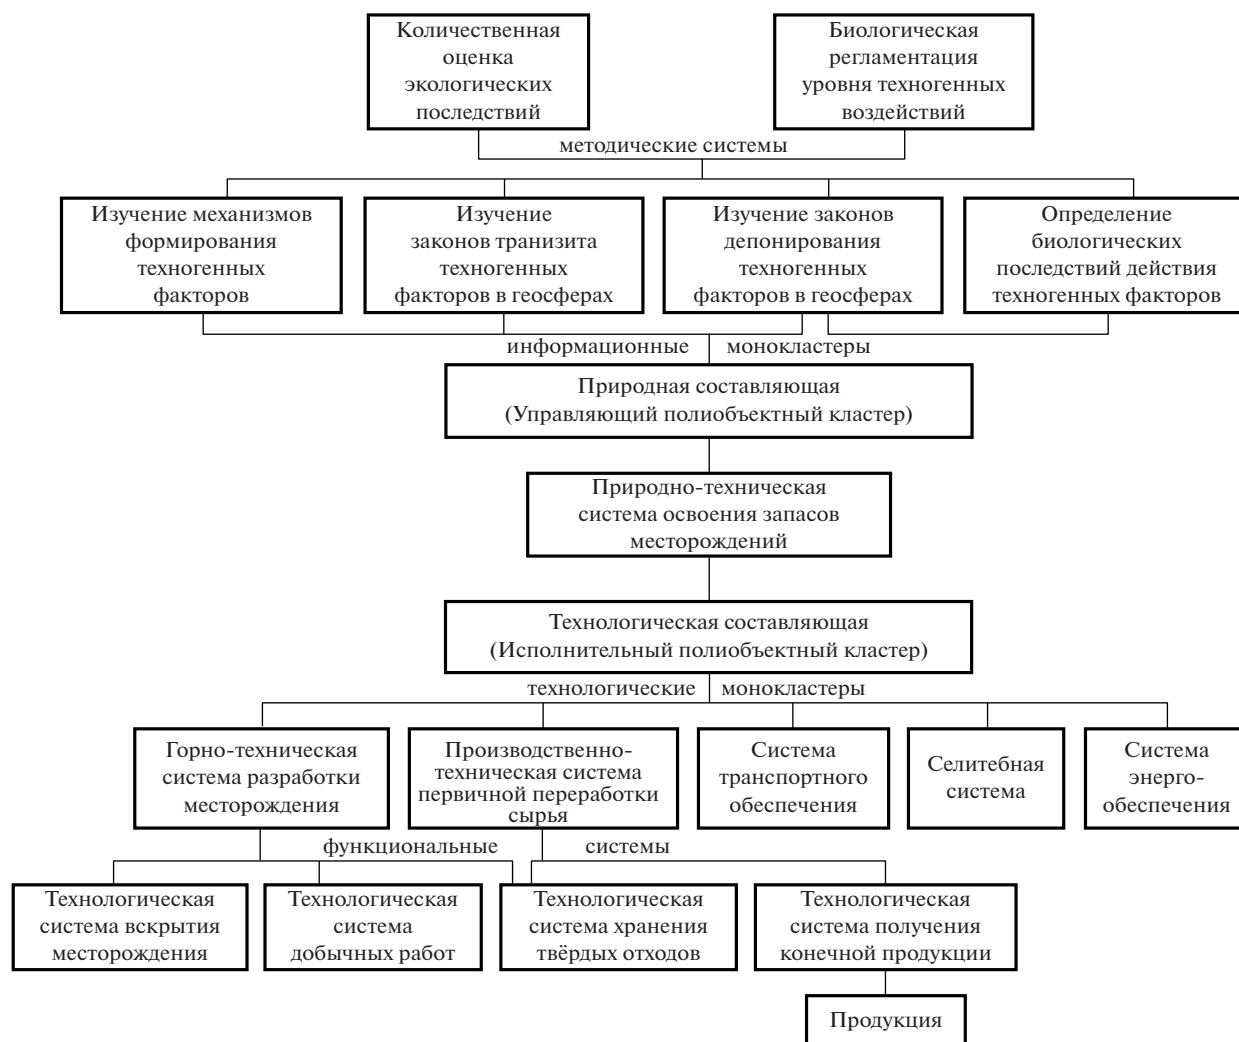 Количественная
оценка
экологических
последствий
Биологическая
регламентация
уровня техногенных
воздействий
методические системы
Изучение механизмов
формирования
техногенных
факторов
Изучение
законов транизита
техногенных
факторов в геосферах
Изучение законов
депонирования
техногенных
факторов в геосферах
Определение
биологических
последствий действия
техногенных факторов
информационные монокластеры
Природная составляющая
(Управляющий полиобъектный кластер)
Природно-техническая
система освоения запасов
месторождений
Технологическая составляющая
(Исполнительный полиобъектный кластер)
технологические монокластеры
Горно-техническая
система разработки
месторождения
Производственно-
техническая система
первичной переработки
сырья
Система
транспортного
обеспечения
Селитебная
система
Система
энерго-
обеспечения
функциональные системы
Технологическая
система вскрытия
месторождения
Технологическая
система
добычных работ
Технологическая
система хранения
твёрдых отходов
Технологическая
система получения
конечной продукции
Продукция